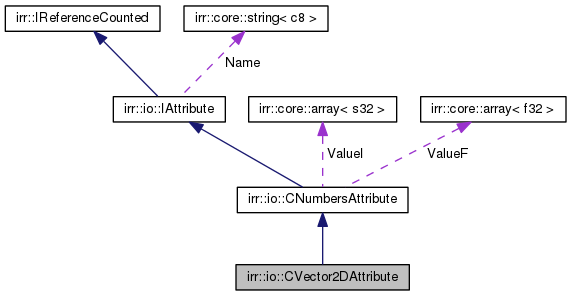 irr::IReferenceCounted
irr::core::string< c8 >
Name
irr::io::IAttribute
irr::core::array< s32 >
irr::core::array< f32 >
ValueI
ValueF
irr::io::CNumbersAttribute
irr::io::CVector2DAttribute